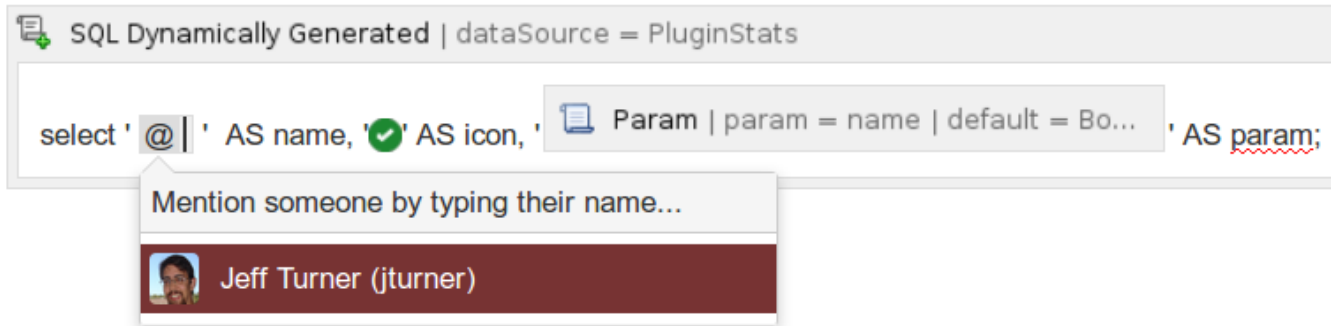 SQL Dynamically Generated | dataSource = PluginStats
select ' @ ' AS name, '' AS icon, ' Param | param = name | default = Bo... ' AS param;
Mention someone by typing their name...
Jeff Turner (jturner)